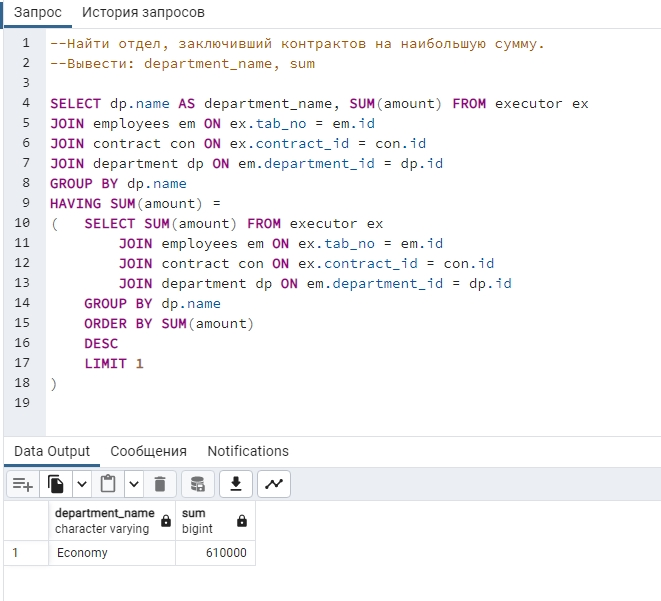 Запрос История запросов
1 --Найти отдел, заключивший контрактов на наибольшую сумму.
2 --Вывести: department_name, sum
3
4 SELECT dp.name AS department_name, SUM(amount) FROM executor ex
5 JOIN employees em ON ex.tab_no = em.id
6 JOIN contract con ON ex.contract_id = con.id
7 JOIN department dp ON em.department_id = dp.id
8 GROUP BY dp.name
9 HAVING SUM(amount) =
10 ( SELECT SUM(amount) FROM executor ex
11 JOIN employees em ON ex.tab_no = em.id
12 JOIN contract con ON ex.contract_id = con.id
13 JOIN department dp ON em.department_id = dp.id
14 GROUP BY dp.name
15 ORDER BY SUM(amount)
16 DESC
17 LIMIT 1
18 )
19
Data Output Сообщения Notifications
department_name sum
character varying bigint
1 Economy 610000